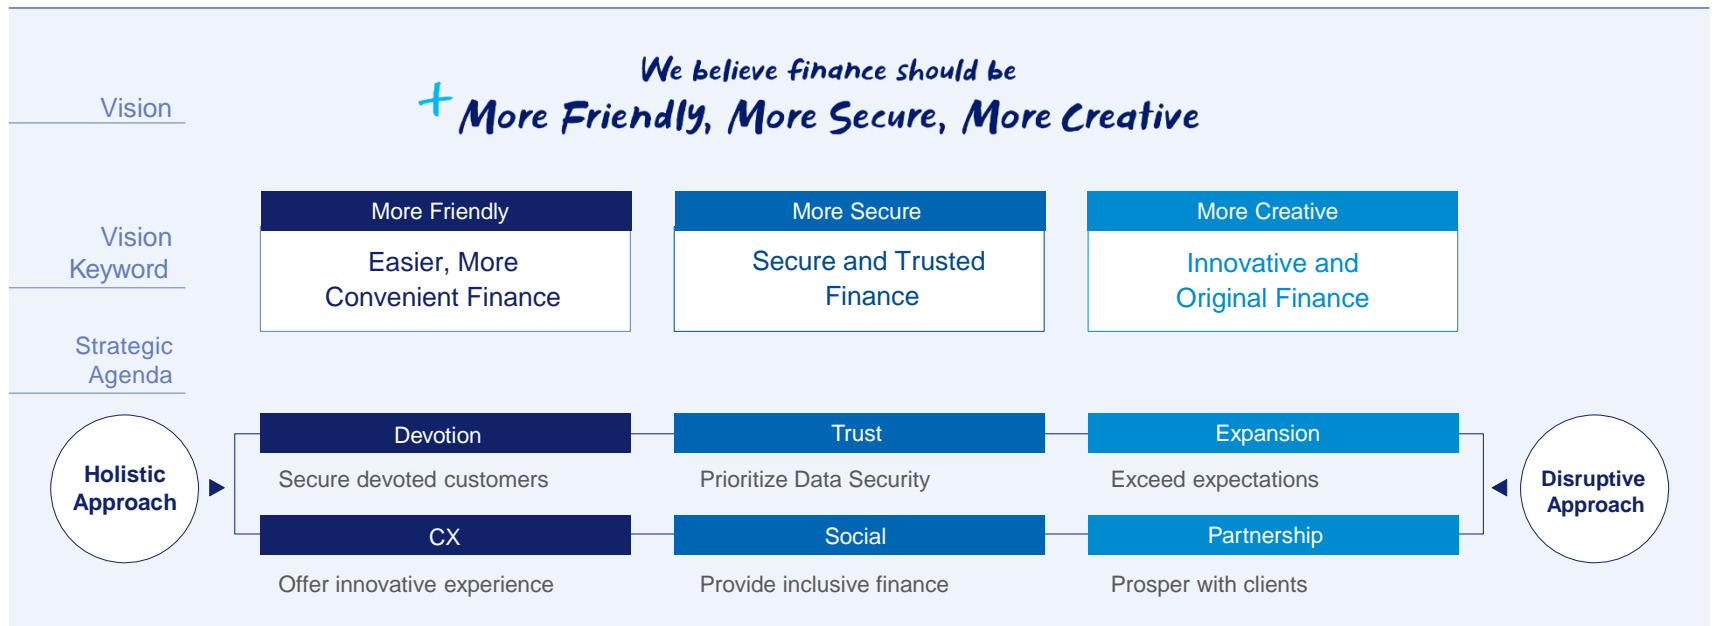 We believe finance should be
Vision
+ More Friendly, More Secure, More Creative
Vision
Keyword
More Friendly
Easier, More
Convenient Finance
More Secure
Secure and Trusted
Finance
More Creative
Innovative and
Original Finance
Strategic
Agenda
Holistic
Approach
Devotion
Secure devoted customers
Trust
Prioritize Data Security
Expansion
Exceed expectations
CX
Offer innovative experience
Social
Provide inclusive finance
Partnership
Prosper with clients
Disruptive
Approach